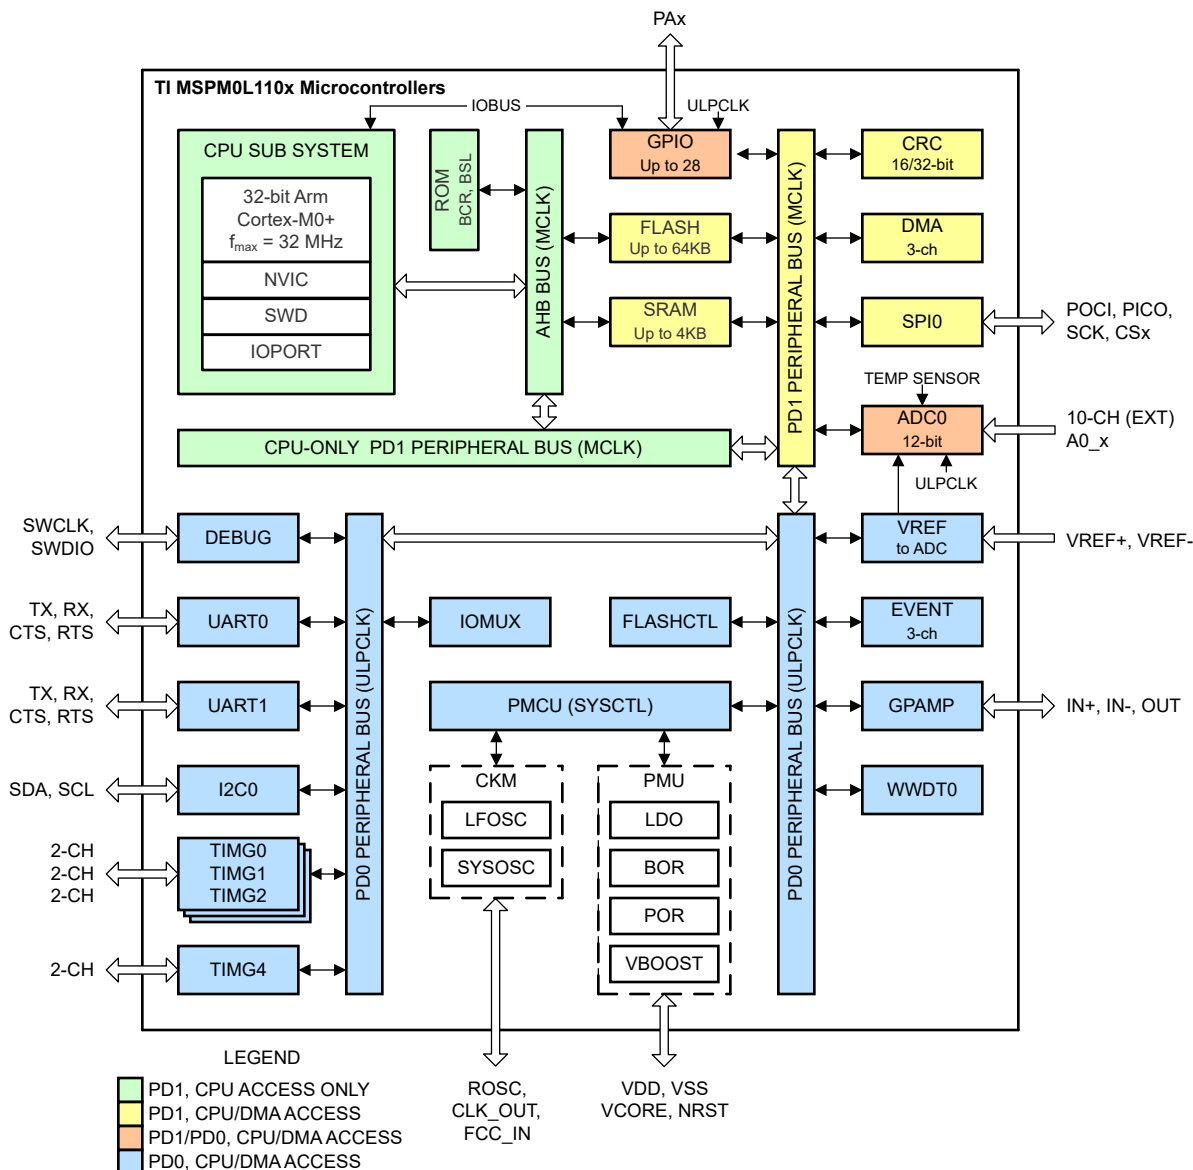 PAx
TI MSPM0L110x Microcontrollers
IOBUS
ULPCLK
CPU SUB SYSTEM
32-bit Arm
Cortex-M0+
fmax = 32 MHz
NVIC
SWD
IOPORT
ROM
BCR, BSL
AHB BUS (MCLK)
GPIO
Up to 28
FLASH
Up to 64KB
SRAM
Up to 4KB
PD1 PERIPHERAL BUS (MCLK)
CRC
16/32-bit
DMA
3-ch
SPI0
POCI, PICO,
SCK, CSx
TEMP SENSOR
ADC0
12-bit
10-CH (EXT)
A0_x
ULPCLK
CPU-ONLY PD1 PERIPHERAL BUS (MCLK)
SWCLK,
SWDIO
DEBUG
TX, RX,
CTS, RTS
UART0
TX, RX,
CTS, RTS
UART1
SDA, SCL
I2C0
2-CH
2-CH
2-CH
TIMG0
TIMG1
TIMG2
2-CH
TIMG4
PD0 PERIPHERAL BUS (ULPCLK)
IOMUX
FLASHCTL
PMCU (SYSCTL)
CKM
LFOSC
SYSOSC
PMU
LDO
BOR
POR
VBOOST
PD0 PERIPHERAL BUS (ULPCLK)
VREF
to ADC
VREF+, VREF-
EVENT
3-ch
GPAMP
IN+, IN-, OUT
WWDT0
ROSC,
CLK_OUT,
FCC_IN
VDD, VSS
VCORE, NRST
LEGEND
PD1, CPU ACCESS ONLY
PD1, CPU/DMA ACCESS
PD1/PD0, CPU/DMA ACCESS
PD0, CPU/DMA ACCESS